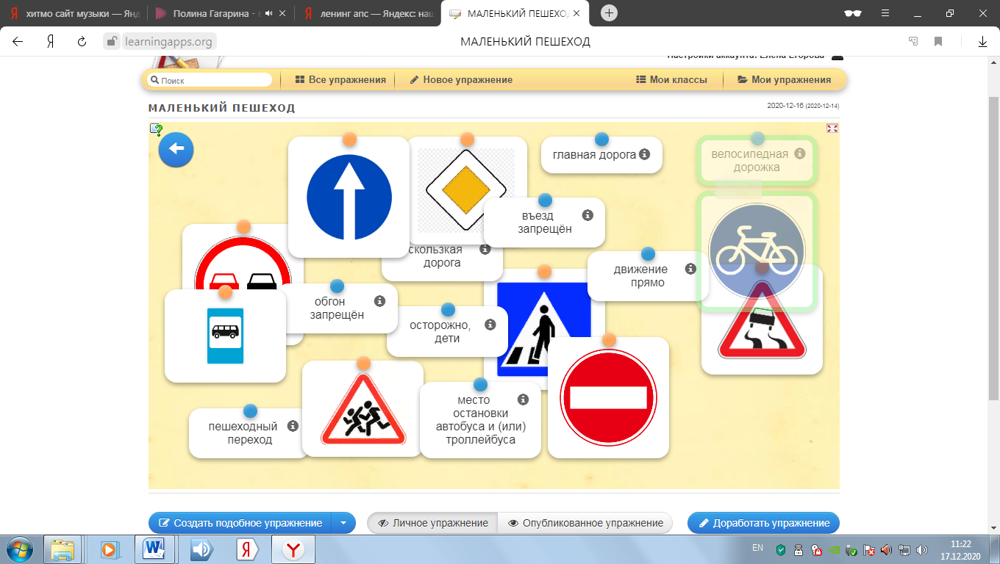 хитмо сайт музыки — Янд
Полина Гагарина - в
ленинг апс — Яндекс: наш
МАЛЕНЬКИЙ ПЕШЕХОД
learningapps.org
МАЛЕНЬКИЙ ПЕШЕХОД
Настройки аккаунта: Елена Егорова
Поиск
Все упражнения
Новое упражнение
Мои классы
Мои упражнения
МАЛЕНЬКИЙ ПЕШЕХОД
2020-12-16 (2020-12-14)
главная дорога
велосипедная
дорожка
въезд
запрещён
скользкая
дорога
движение
прямо
обгон
запрещён
осторожно,
дети
место
остановки
автобуса и (или)
троллейбуса
пешеходный
переход
Создать подобное упражнение
Личное упражнение
Опубликованное упражнение
Доработать упражнение
EN
11:22
17.12.2020